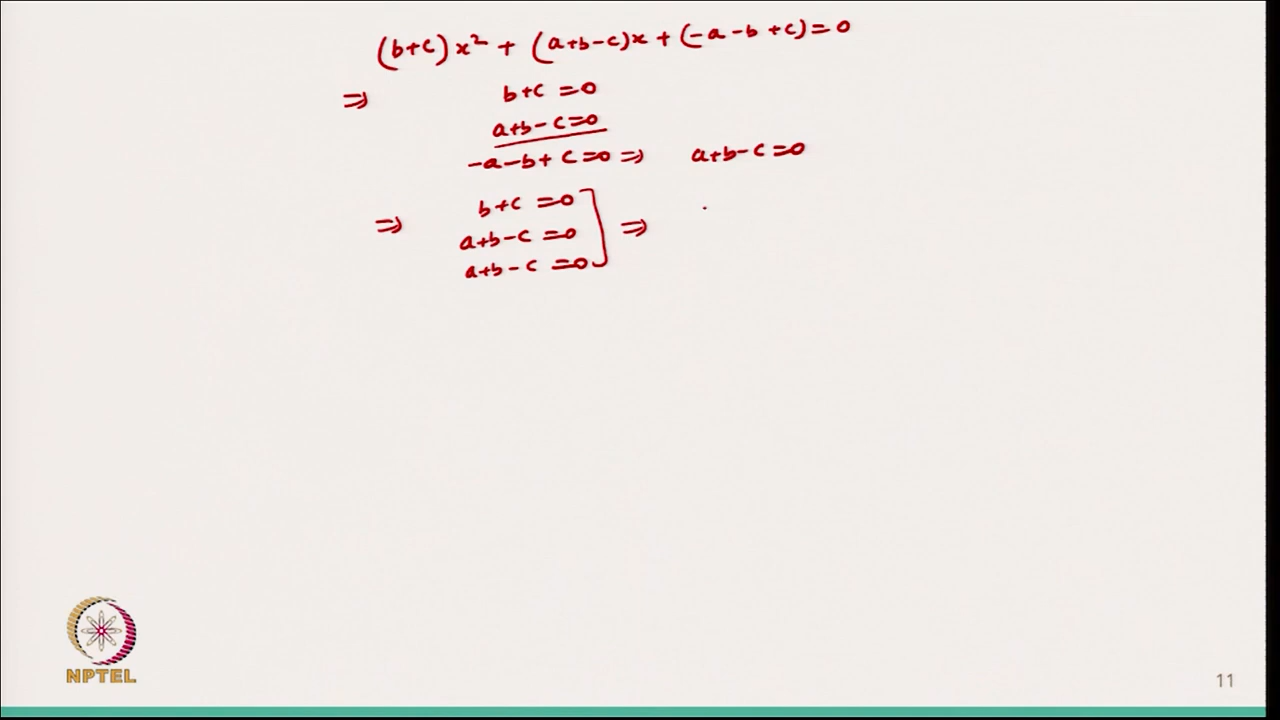 (b+c)x² + (a+b-c)x + (-a-b+c)=0
⇒ b+c =0
a+b-c=0
-a-b+c=0 ⇒ a+b-c=0
⇒ b+c =0 ⇒
a+b-c =0
a+b-c =0
NPTEL
11